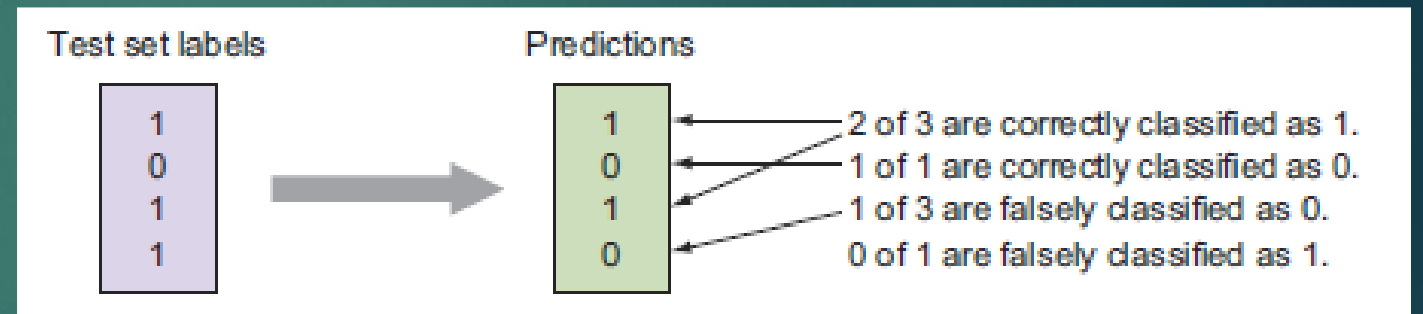 Test set labels
Predictions
1
0
1
1
1
0
1
0
2 of 3 are correctly classified as 1.
1 of 1 are correctly classified as 0.
1 of 3 are falsely classified as 0.
0 of 1 are falsely classified as 1.